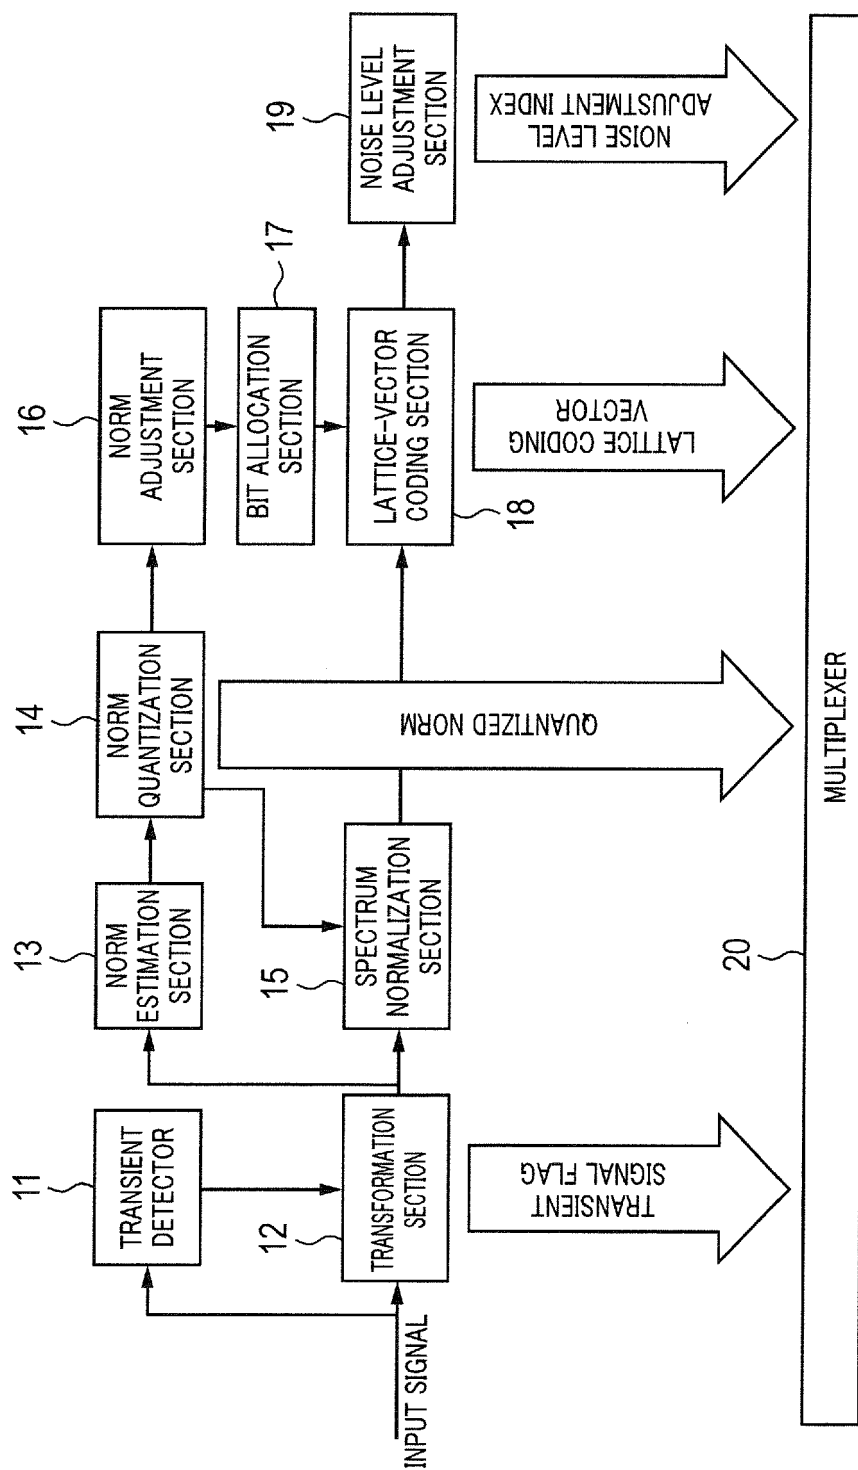 11
TRANSIENT
DETECTOR
INPUT SIGNAL
12
TRANSFORMATION
SECTION
13
NORM
ESTIMATION
SECTION
14
NORM
QUANTIZATION
SECTION
15
SPECTRUM
NORMALIZATION
SECTION
16
NORM
ADJUSTMENT
SECTION
17
BIT ALLOCATION
SECTION
LATTICE-VECTOR
CODING SECTION
18
19
NOISE LEVEL
ADJUSTMENT
SECTION
TRANSIENT
SIGNAL FLAG
QUANTIZED NORM
LATTICE CODING
VECTOR
NOISE LEVEL
ADJUSTMENT INDEX
20
MULTIPLEXER